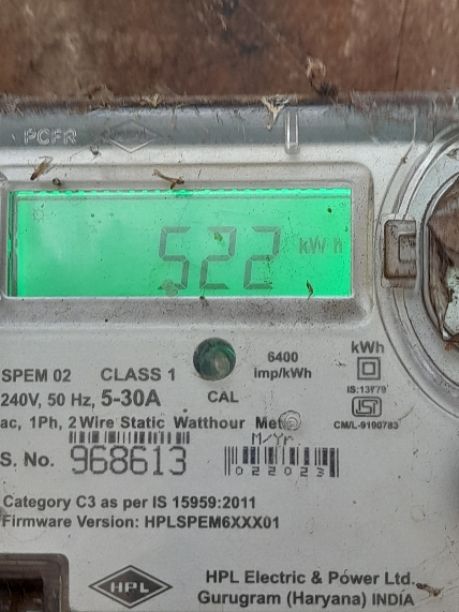 PCFR
522 kWh
SPEM 02 CLASS 1
6400
imp/kWh
kWh
240V, 50 Hz, 5-30A
CAL
IS:13779
CM/L-9190783
ac, 1Ph, 2 Wire Static Watthour
M/Yr
S. No. 968613
022023
Category C3 as per IS 15959:2011
Firmware Version: HPLSPEM6XXX01
HPL
HPL Electric & Power Ltd.
Gurugram (Haryana) INDIA